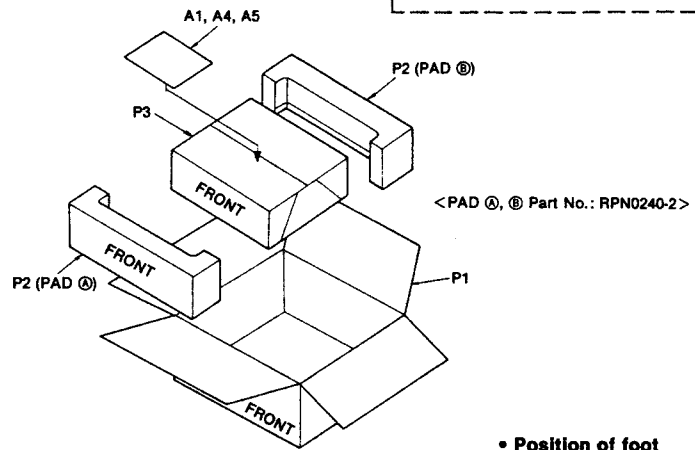 A1, A4, A5
P2 (PAD Ⓑ)
P3
FRONT
<PAD Ⓐ, Ⓑ Part No.: RPN0240-2>
FRONT
P2 (PAD Ⓐ)
P1
FRONT
• Position of foot